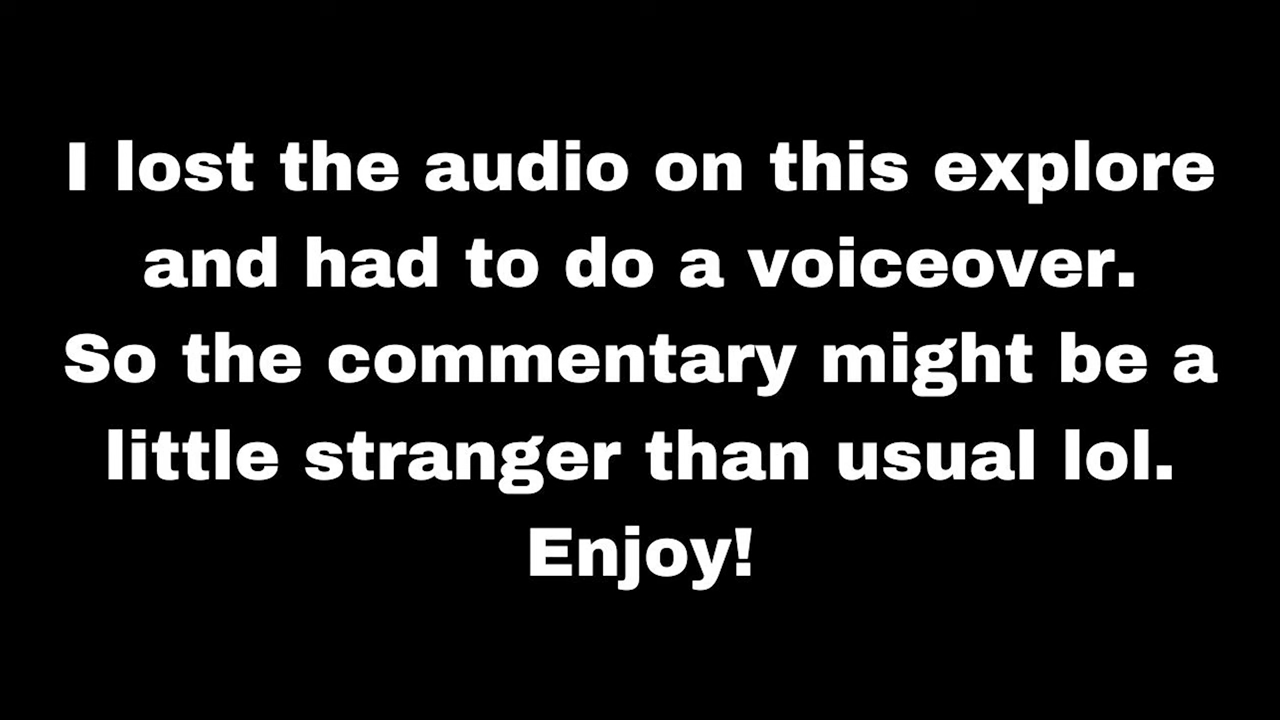 I lost the audio on this explore
and had to do a voiceover.
So the commentary might be a
little stranger than usual lol.
Enjoy!